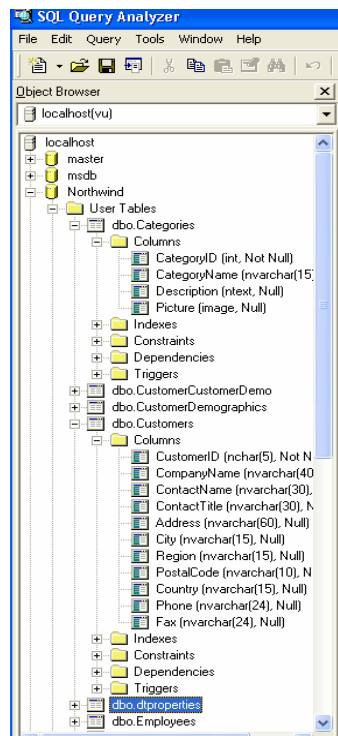 SQL Query Analyzer
File Edit Query Tools Window Help
Object Browser
localhost(vu)
localhost
master
msdb
Northwind
User Tables
dbo.Categories
Columns
CategoryID (int, Not Null)
CategoryName (nvarchar(15)
Description (ntext, Null)
Picture (image, Null)
Indexes
Constraints
Dependencies
Triggers
dbo.CustomerCustomerDemo
dbo.CustomerDemographics
dbo.Customers
Columns
CustomerID (nchar(5), Not N
CompanyName (nvarchar(40
ContactName (nvarchar(30),
ContactTitle (nvarchar(30), N
Address (nvarchar(60), Null)
City (nvarchar(15), Null)
Region (nvarchar(15), Null)
PostalCode (nvarchar(10), N
Country (nvarchar(15), Null)
Phone (nvarchar(24), Null)
Fax (nvarchar(24), Null)
Indexes
Constraints
Dependencies
Triggers
dbo.dtproperties
dbo.Employees